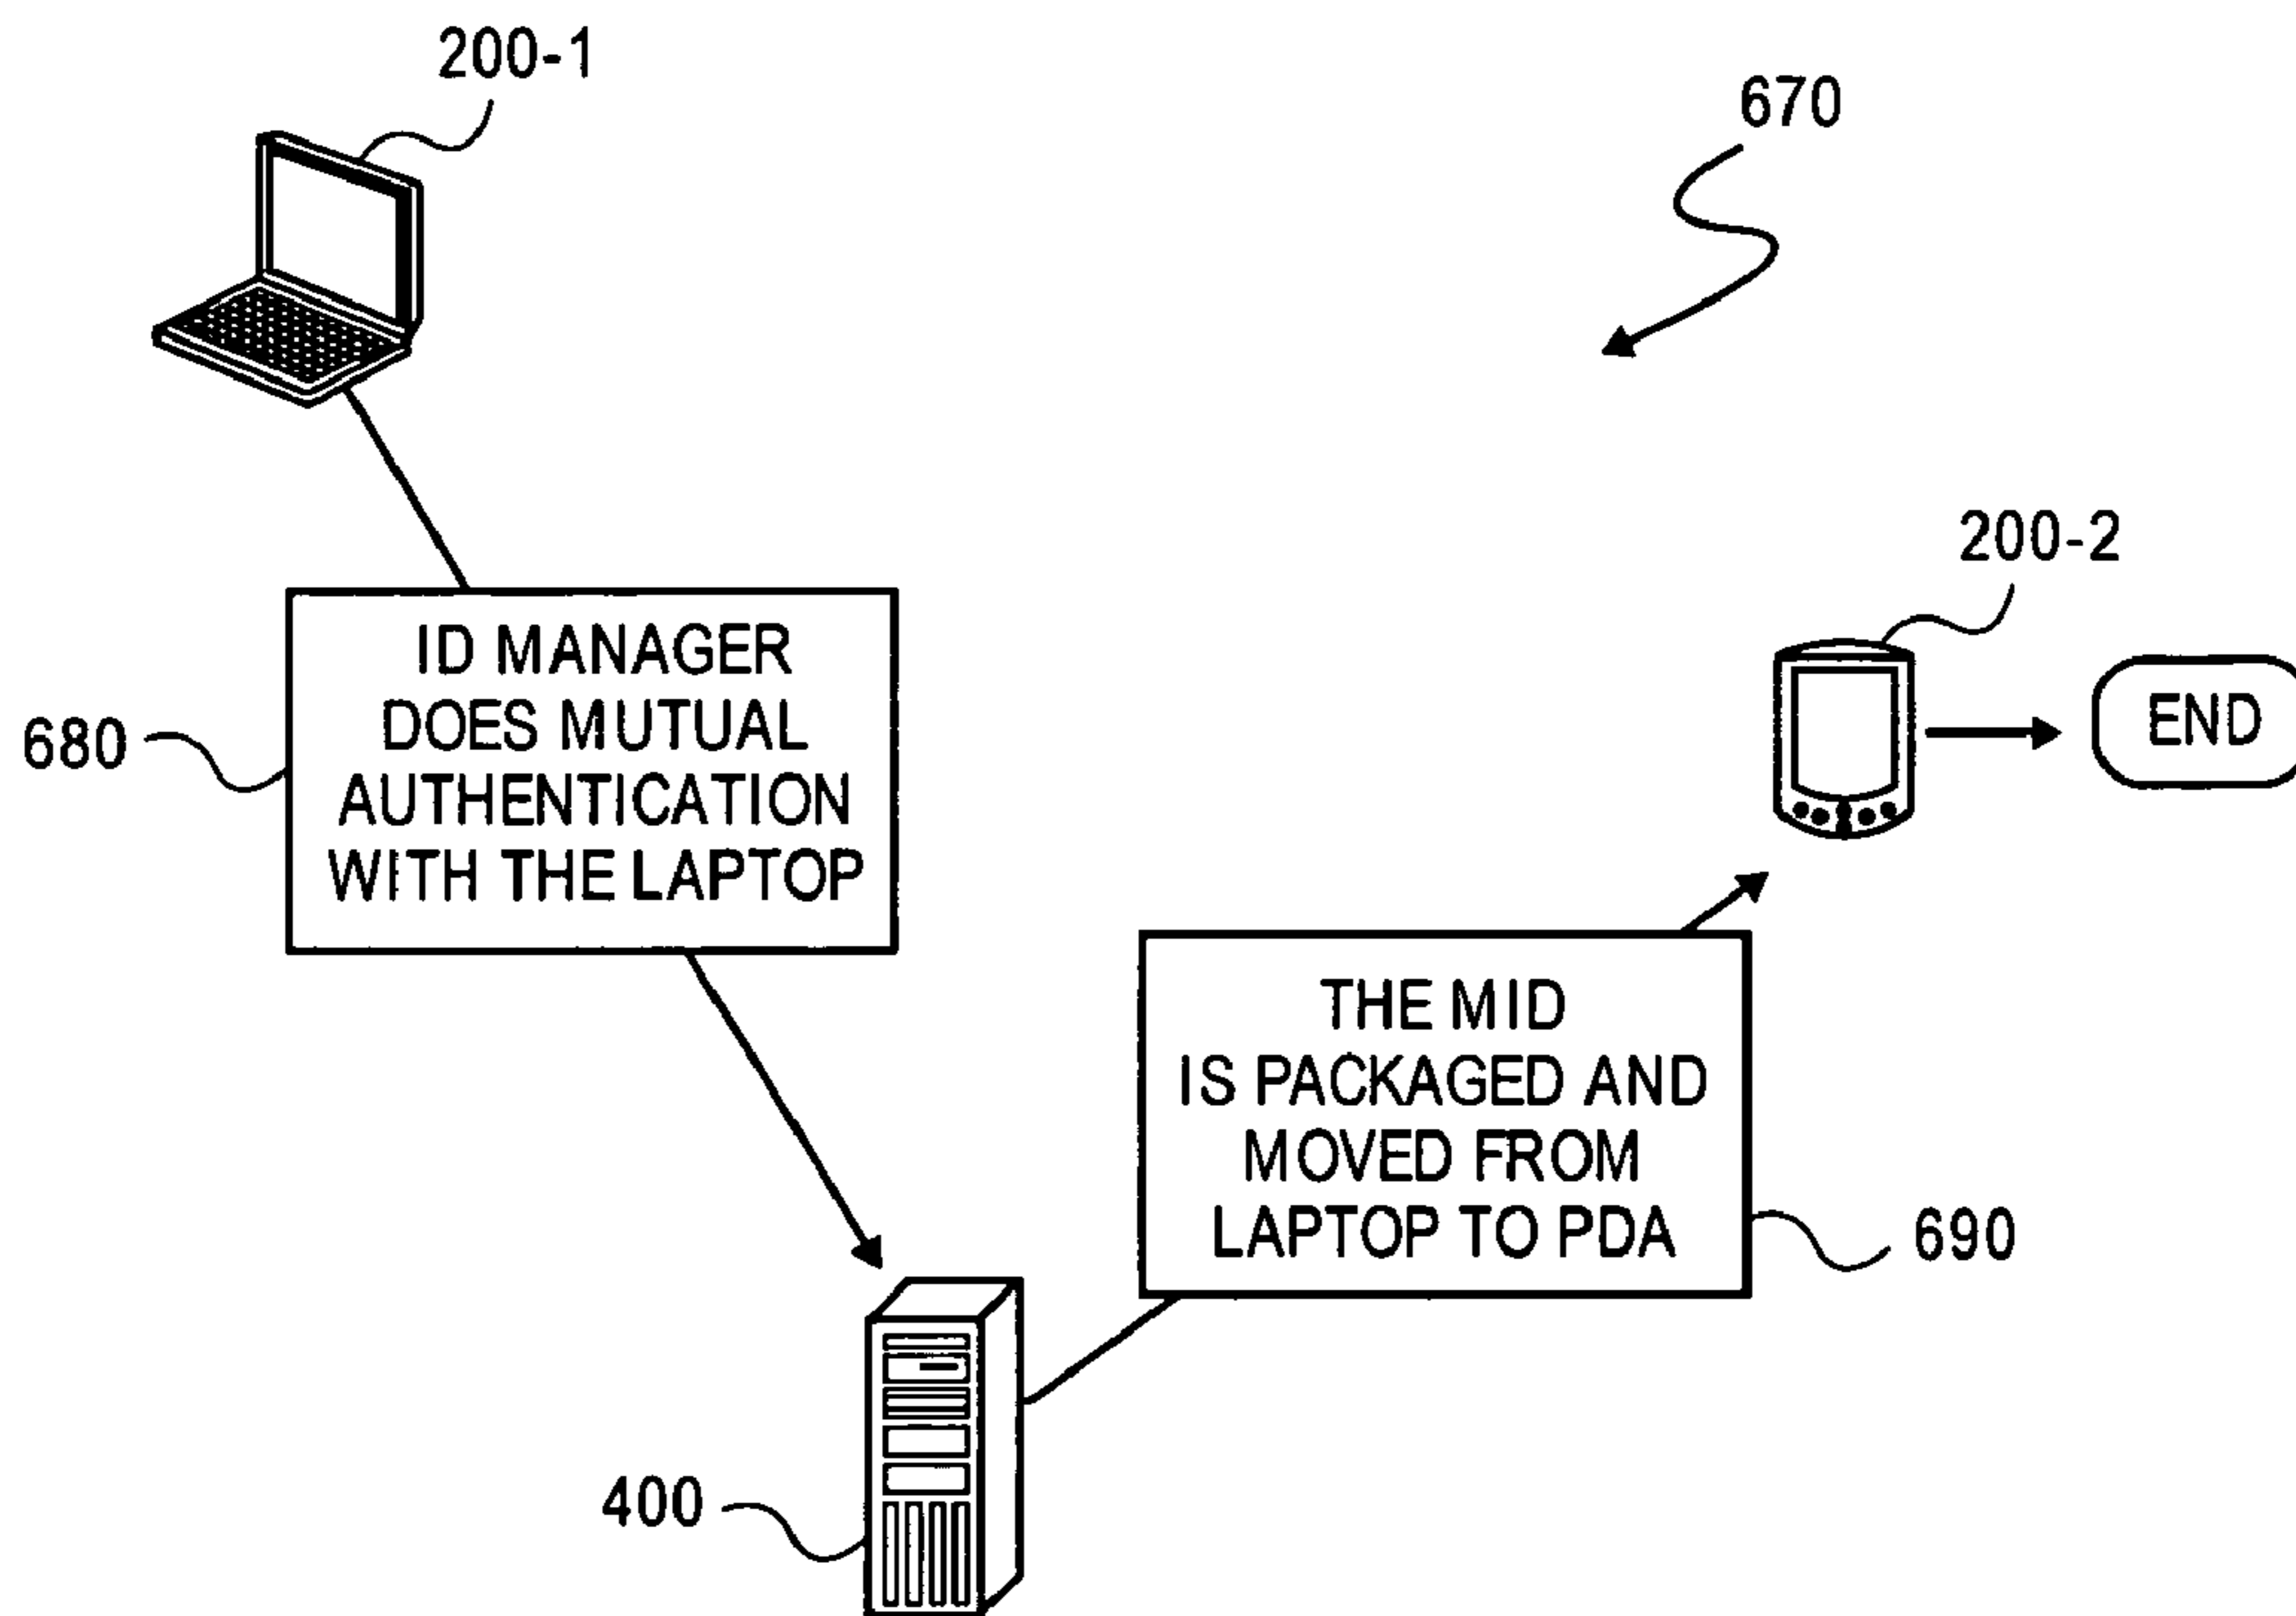 200-1
670
200-2
ID MANAGER
DOES MUTUAL
AUTHENTICATION
WITH THE LAPTOP
680
END
THE MID
IS PACKAGED AND
MOVED FROM
LAPTOP TO PDA
690
400